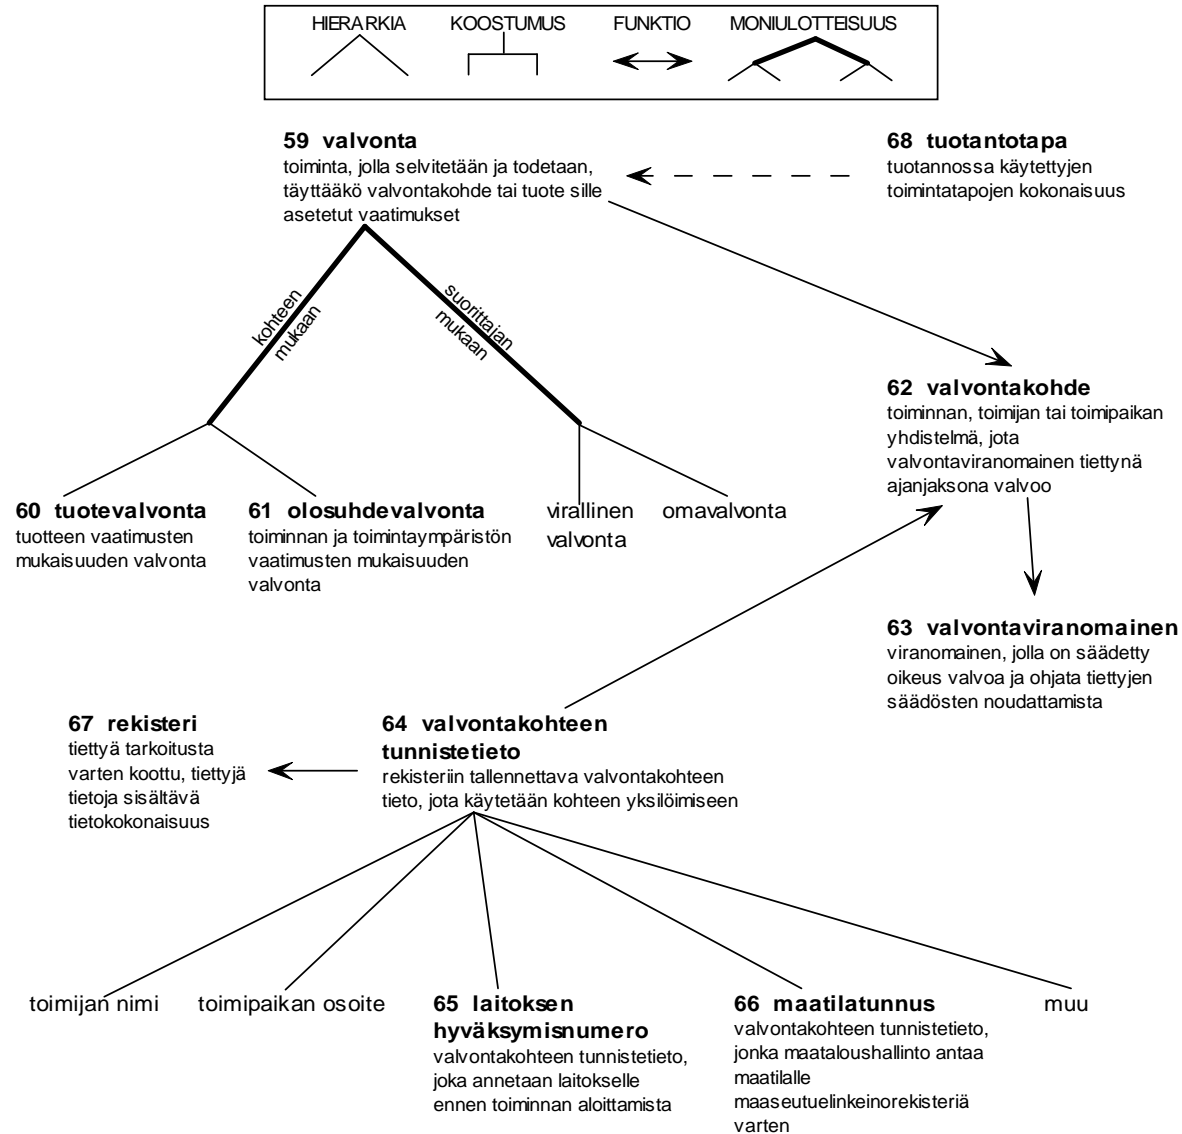 HIERARKIA KOOSTUMUS FUNKTIO MONIULOTTEISUUS
59 valvonta
toiminta, jolla selvitetään ja todetaan,
täyttääkö valvontakohde tai tuote sille
asetetut vaatimukset
68 tuotantotapa
tuotannossa käytettyjen
toimintatapojen kokonaisuus
kohteen
mukaan
suorittajan
mukaan
62 valvontakohde
toiminnan, toimijan tai toimipaikan
yhdistelmä, jota
valvontaviranomainen tiettynä
ajanjaksona valvoo
60 tuotevalvonta
tuotteen vaatimusten
mukaisuuden valvonta
61 olosuhdevalvonta
toiminnan ja toimintaympäristön
vaatimusten mukaisuuden
valvonta
virallinen
valvonta
omavalvonta
63 valvontaviranomainen
viranomainen, jolla on säädetty
oikeus valvoa ja ohjata tiettyjen
säädösten noudattamista
67 rekisteri
tiettyä tarkoitusta
varten koottu, tiettyjä
tietoja sisältävä
tietokokonaisuus
64 valvontakohteen
tunnistetieto
rekisteriin tallennettava valvontakohteen
tieto, jota käytetään kohteen yksilöimiseen
toimijan nimi
toimipaikan osoite
65 laitoksen
hyväksymisnumero
valvontakohteen tunnistetieto,
joka annetaan laitokselle
ennen toiminnan aloittamista
66 maatilatunnus
valvontakohteen tunnistetieto,
jonka maataloushallinto antaa
maatilalle
maaseutuelinkeinorekisteriä
varten
muu